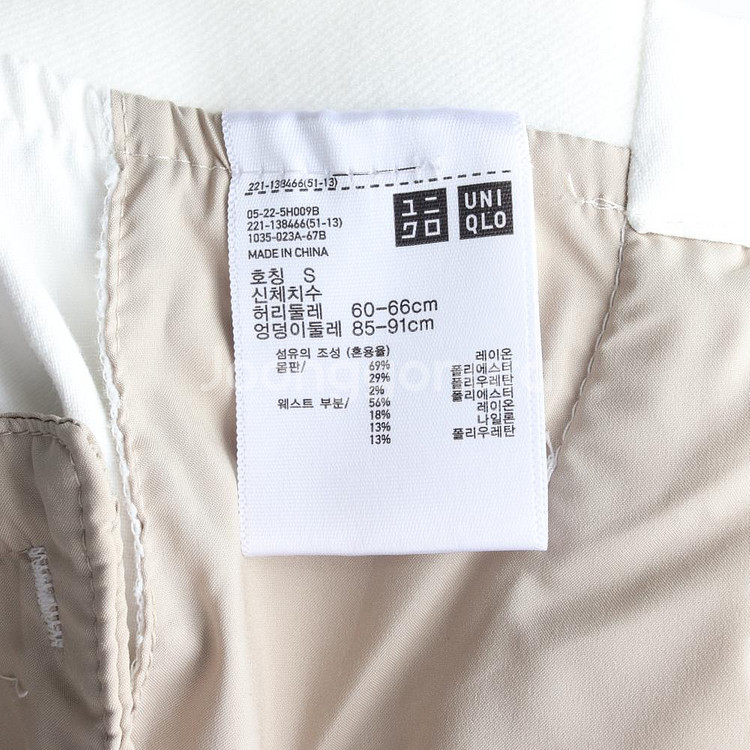 221-138466(51-13)
05-22-5H009B
221-138466(51-13)
1035-023A-67B
MADE IN CHINA
ユニ
クロ
UNI
QLO
호칭 S
신체치수
허리둘레 60-66cm
엉덩이둘레 85-91cm
섬유의 조성 (혼용율)
몸판/ 69% 레이온
29% 폴리에스터
2% 폴리우레탄
웨스트 부분/ 56% 폴리에스터
18% 레이온
13% 나일론
13% 폴리우레탄